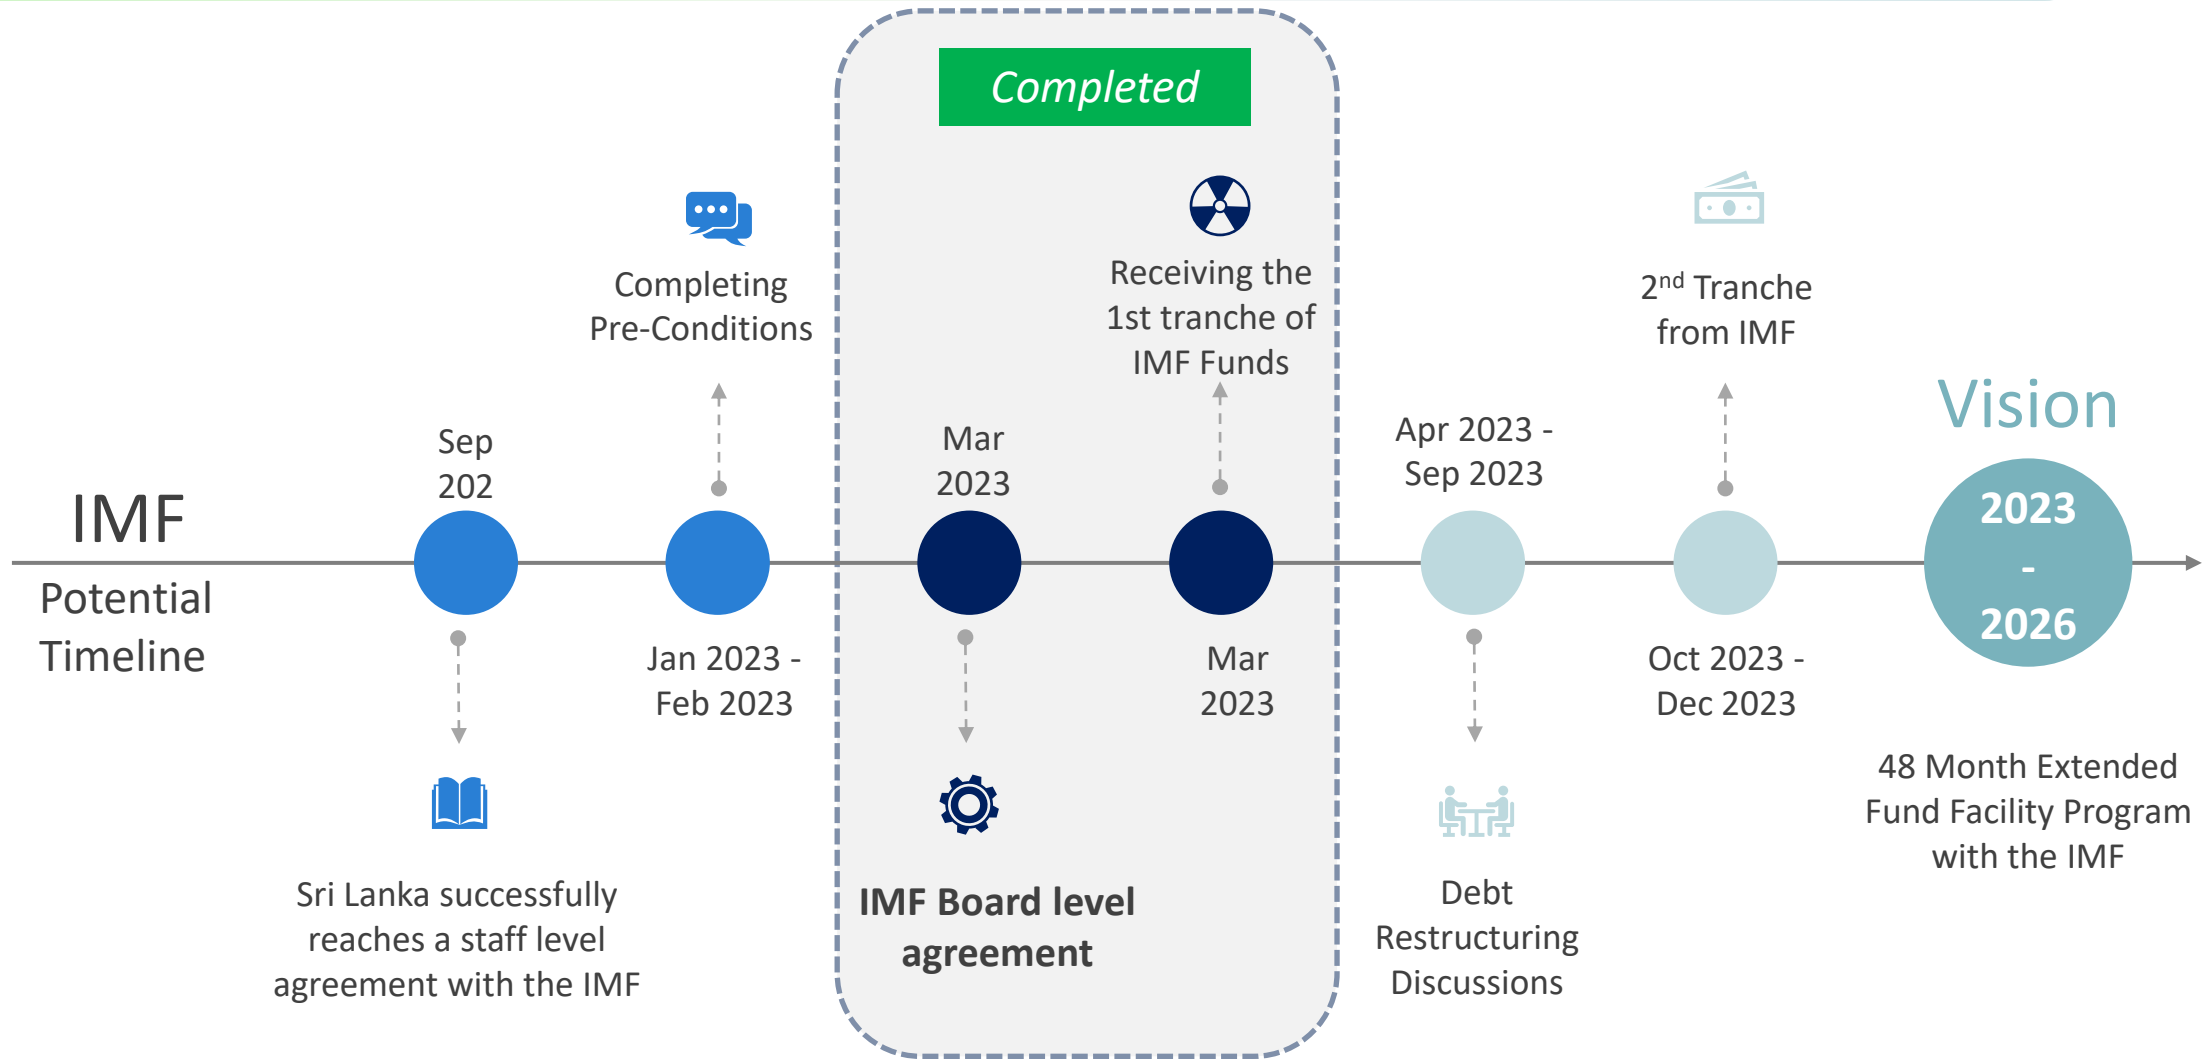 Completed
IMF
Potential
Timeline
Sep
202
Sri Lanka successfully
reaches a staff level
agreement with the IMF
Completing
Pre-Conditions
Jan 2023 -
Feb 2023
Mar
2023
IMF Board level
agreement
Receiving the
1st tranche of
IMF Funds
Mar
2023
Apr 2023 -
Sep 2023
Debt
Restructuring
Discussions
2nd Tranche
from IMF
Oct 2023 -
Dec 2023
Vision
2023
-
2026
48 Month Extended
Fund Facility Program
with the IMF